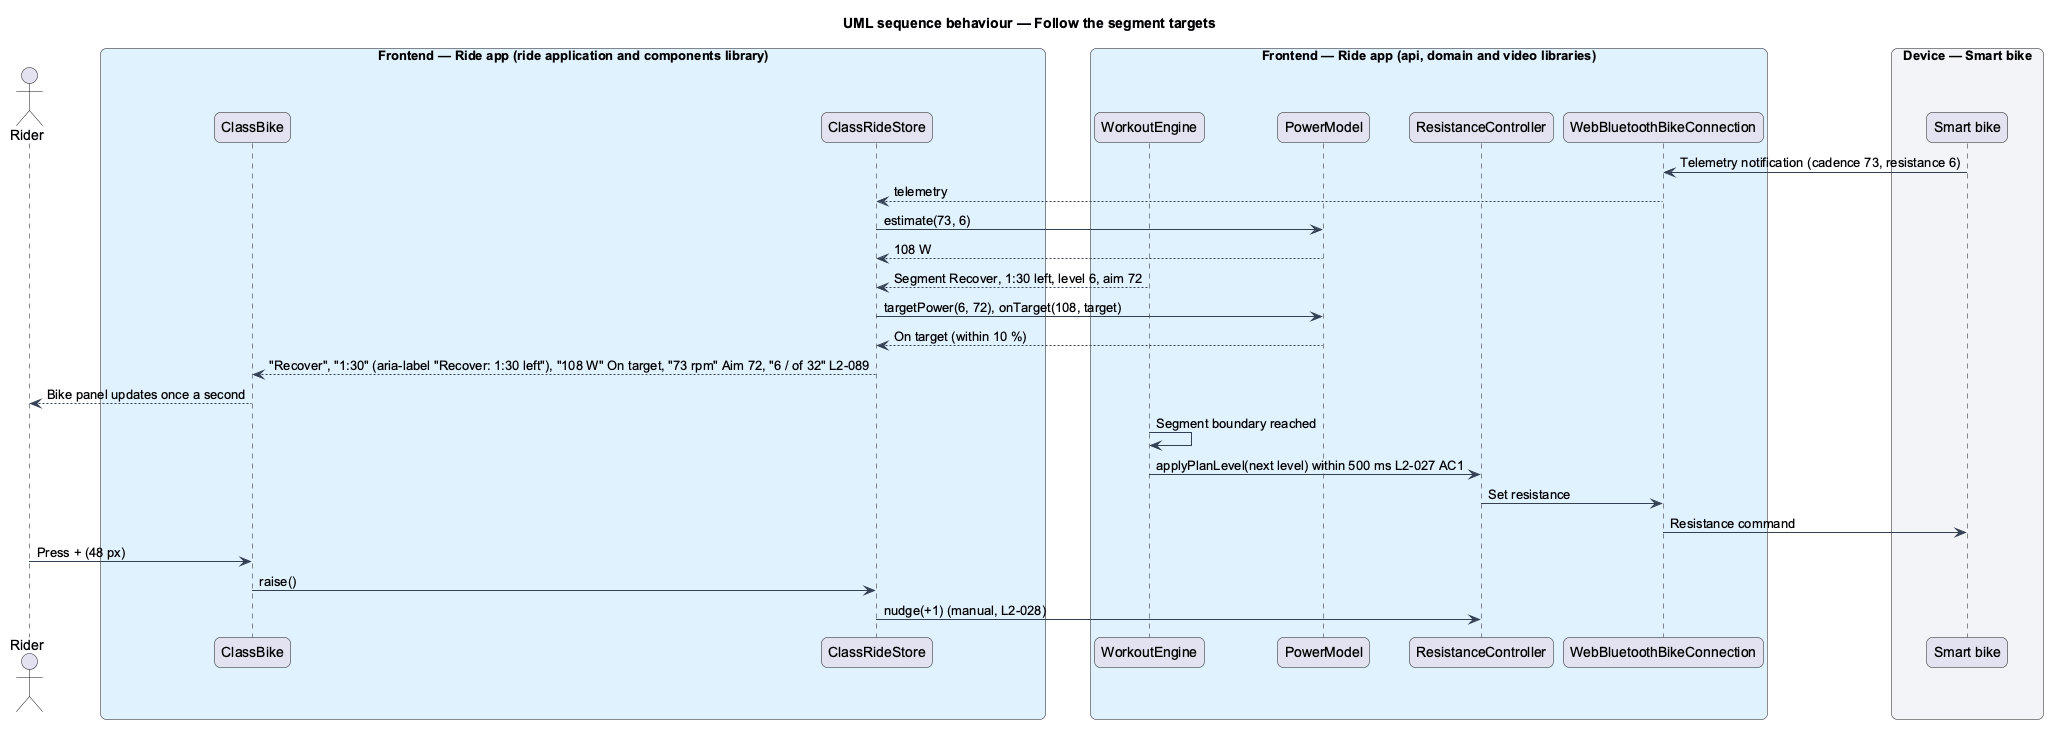 UML sequence behaviour — Follow the segment targets
Frontend — Ride app (ride application and components library)
Frontend — Ride app (api, domain and video libraries)
Device — Smart bike
Rider
ClassBike
ClassRideStore
WorkoutEngine
PowerModel
ResistanceController
WebBluetoothBikeConnection
Smart bike
Telemetry notification (cadence 73, resistance 6)
telemetry
estimate(73, 6)
108 W
Segment Recover, 1:30 left, level 6, aim 72
targetPower(6, 72), onTarget(108, target)
On target (within 10 %)
"Recover", "1:30" (aria-label "Recover: 1:30 left"), "108 W" On target, "73 rpm" Aim 72, "6 / of 32" L2-089
Bike panel updates once a second
Segment boundary reached
applyPlanLevel(next level) within 500 ms L2-027 AC1
Set resistance
Resistance command
Press + (48 px)
raise()
nudge(+1) (manual, L2-028)
Rider
ClassBike
ClassRideStore
WorkoutEngine
PowerModel
ResistanceController
WebBluetoothBikeConnection
Smart bike